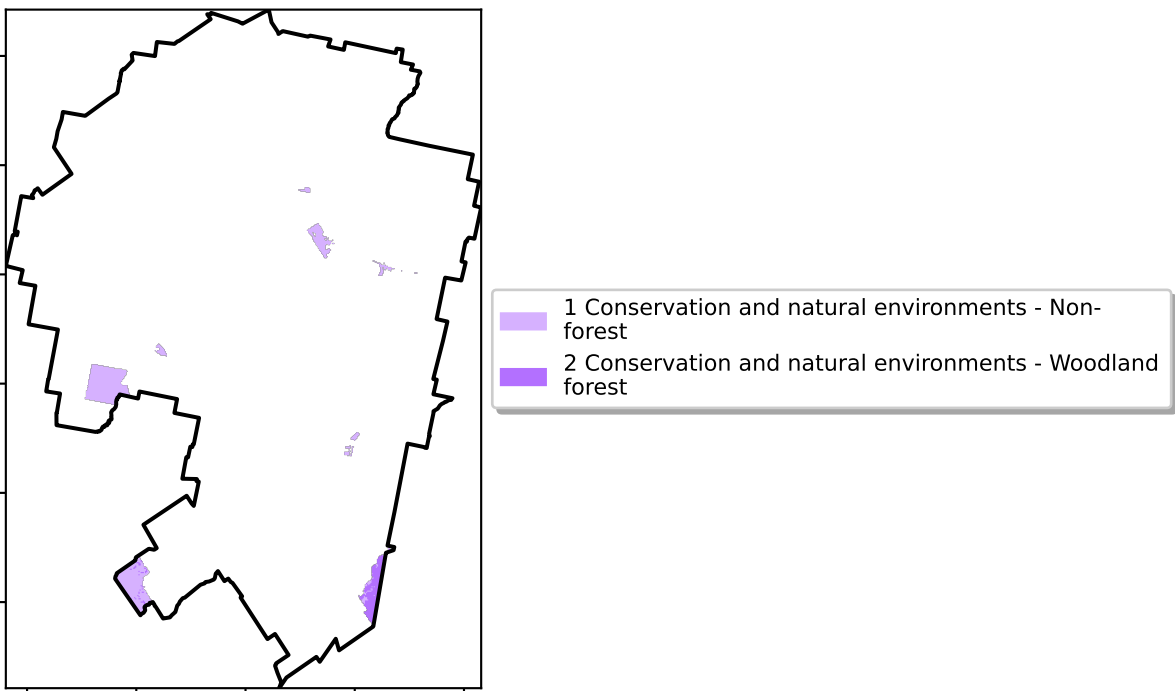 1 Conservation and natural environments - Non-
forest
2 Conservation and natural environments - Woodland
forest